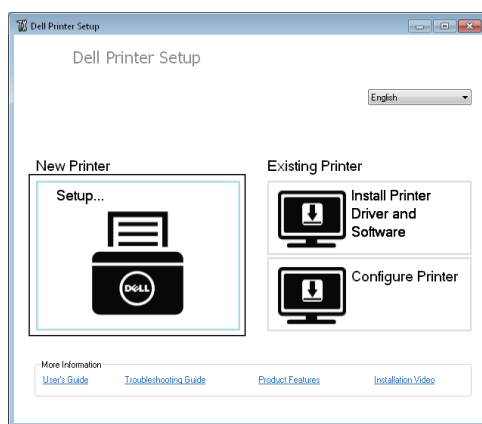 Dell Printer Setup
Dell Printer Setup
English
New Printer
Existing Printer
Setup...
DELL
Install Printer
Driver and
Software
Configure Printer
More Information
User's Guide
Troubleshooting Guide
Product Features
Installation Video